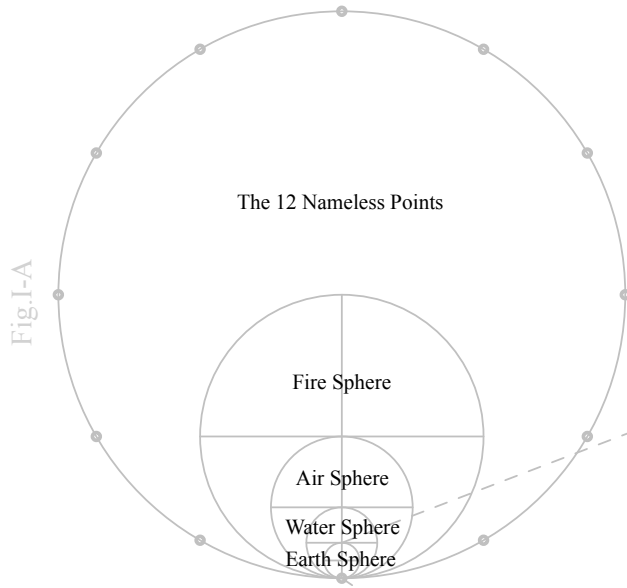 The 12 Nameless Points
Fig.I-A
Fire Sphere
Air Sphere
Water Sphere
Earth Sphere